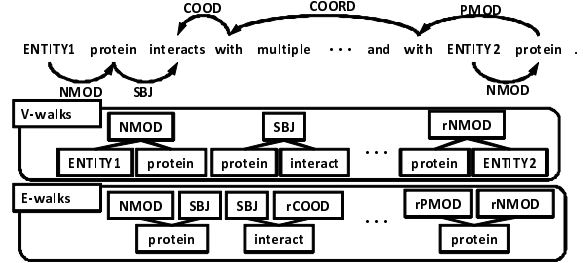 COORD
COOD PMOD
ENTITY1 protein interacts with multiple ··· and with ENTITY2 protein .
NMOD SBJ NMOD
V-walks
NMOD SBJ rNMOD
ENTITY1 protein protein interact ··· protein ENTITY2
E-walks
NMOD SBJ SBJ rCOOD ··· rPMOD rNMOD
protein interact protein